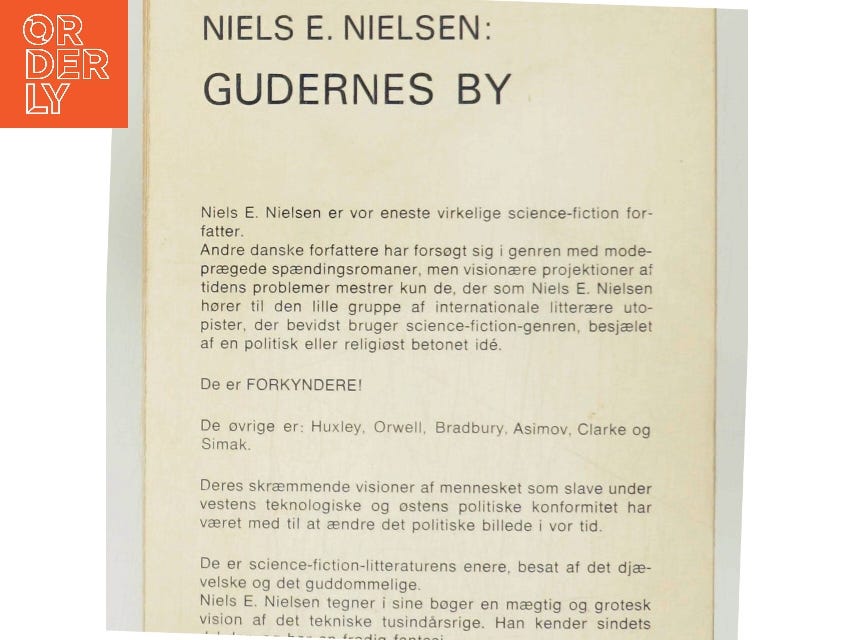 OR
DER
LY
NIELS E. NIELSEN:
GUDERNES BY
Niels E. Nielsen er vor eneste virkelige science-fiction for-
fatter.
Andre danske forfattere har forsøgt sig i genren med mode-
prægede spændingsromaner, men visionære projektioner af
tidens problemer mestrer kun de, der som Niels E. Nielsen
hører til den lille gruppe af internationale litterære uto-
pister, der bevidst bruger science-fiction-genren, besjælet
af en politisk eller religiøst betonet idé.
De er FORKYNDERE!
De øvrige er: Huxley, Orwell, Bradbury, Asimov, Clarke og
Simak.
Deres skræmmende visioner af mennesket som slave under
vestens teknologiske og østens politiske konformitet har
været med til at ændre det politiske billede i vor tid.
De er science-fiction-litteraturens enere, besat af det djæ-
velske og det guddommelige.
Niels E. Nielsen tegner i sine bøger en mægtig og grotesk
vision af det tekniske tusindårsrige. Han kender sindets